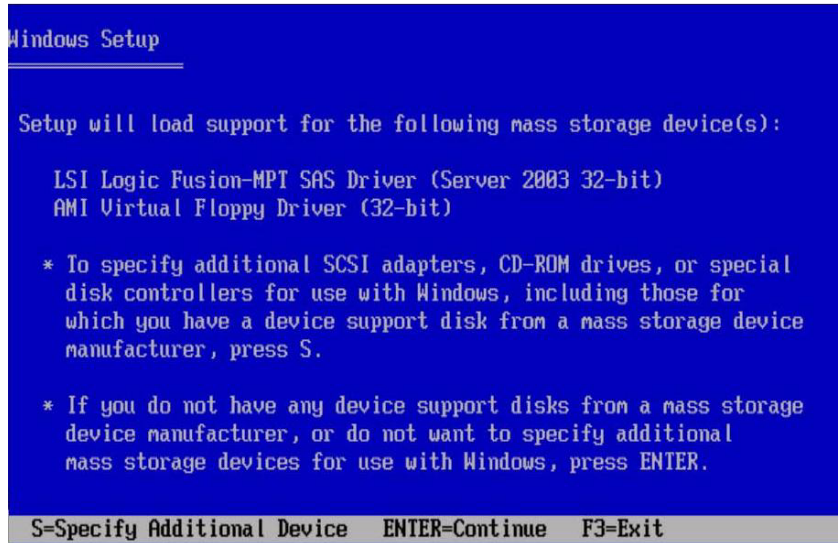 Windows Setup
Setup will load support for the following mass storage device(s):
LSI Logic Fusion-MPT SAS Driver (Server 2003 32-bit)
AMI Virtual Floppy Driver (32-bit)
* To specify additional SCSI adapters, CD-ROM drives, or special
disk controllers for use with Windows, including those for
which you have a device support disk from a mass storage device
manufacturer, press S.
* If you do not have any device support disks from a mass storage
device manufacturer, or do not want to specify additional
mass storage devices for use with Windows, press ENTER.
S=Specify Additional Device ENTER=Continue F3=Exit